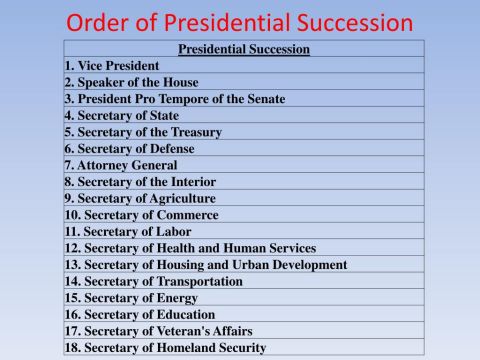 Order of Presidential Succession
Presidential Succession
1. Vice President
2. Speaker of the House
3. President Pro Tempore of the Senate
4. Secretary of State
5. Secretary of the Treasury
6. Secretary of Defense
7. Attorney General
8. Secretary of the Interior
9. Secretary of Agriculture
10. Secretary of Commerce
11. Secretary of Labor
12. Secretary of Health and Human Services
13. Secretary of Housing and Urban Development
14. Secretary of Transportation
15. Secretary of Energy
16. Secretary of Education
17. Secretary of Veteran's Affairs
18. Secretary of Homeland Security